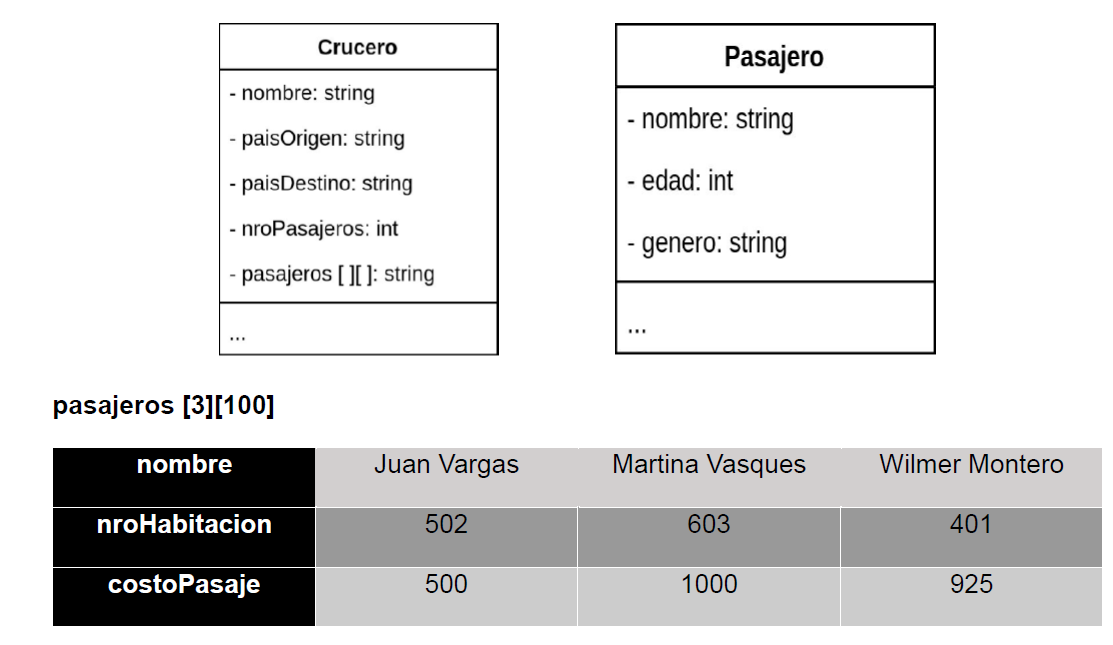 Crucero
- nombre: string
- paisOrigen: string
- paisDestino: string
- nroPasajeros: int
- pasajeros [ ][ ]: string
...
Pasajero
- nombre: string
- edad: int
- genero: string
...
pasajeros [3][100]
nombre Juan Vargas Martina Vasques Wilmer Montero
nroHabitacion 502 603 401
costoPasaje 500 1000 925